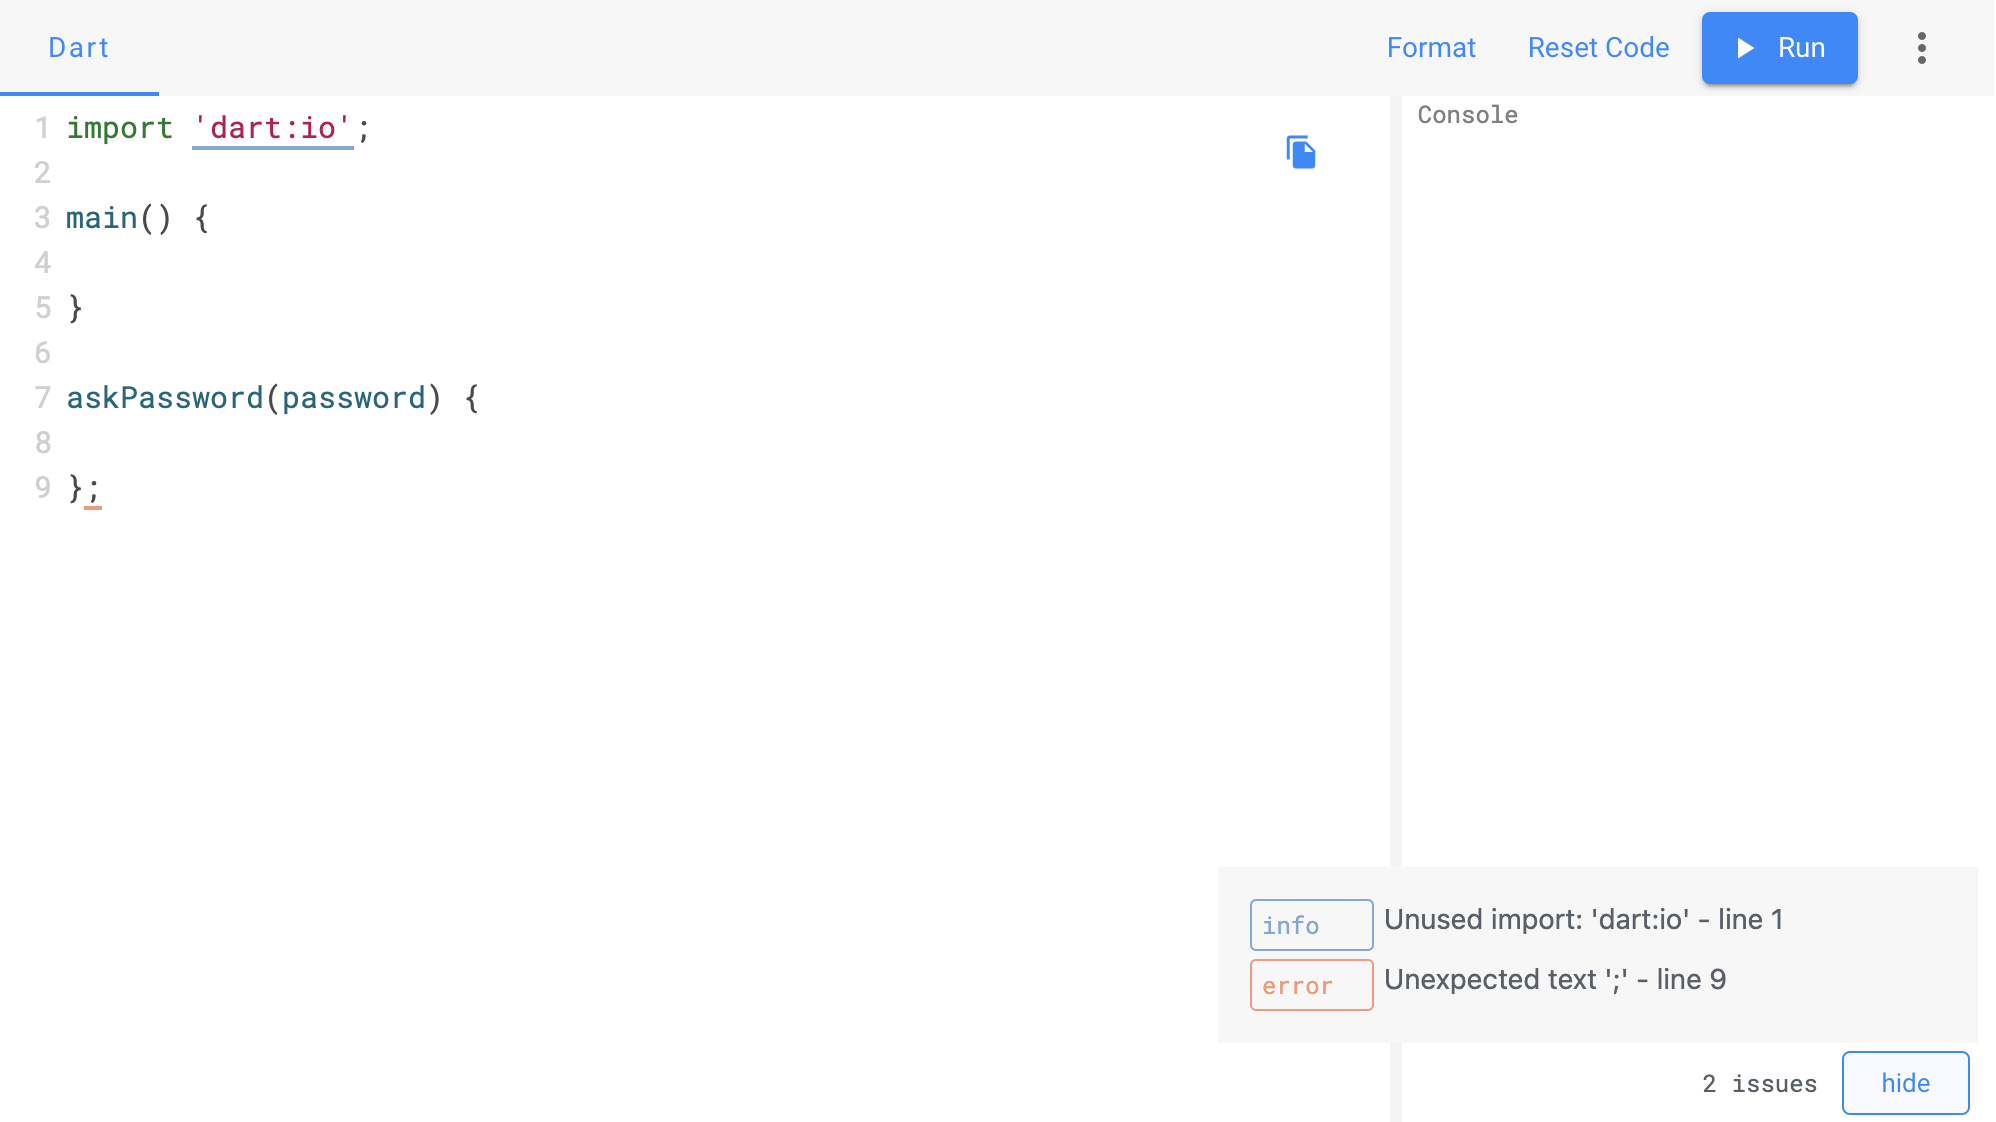 Dart
Format Reset Code Run
1 import 'dart:io';
2
3 main() {
4
5 }
6
7 askPassword(password) {
8
9 };
Console
info Unused import: 'dart:io' - line 1
error Unexpected text ';' - line 9
2 issues hide